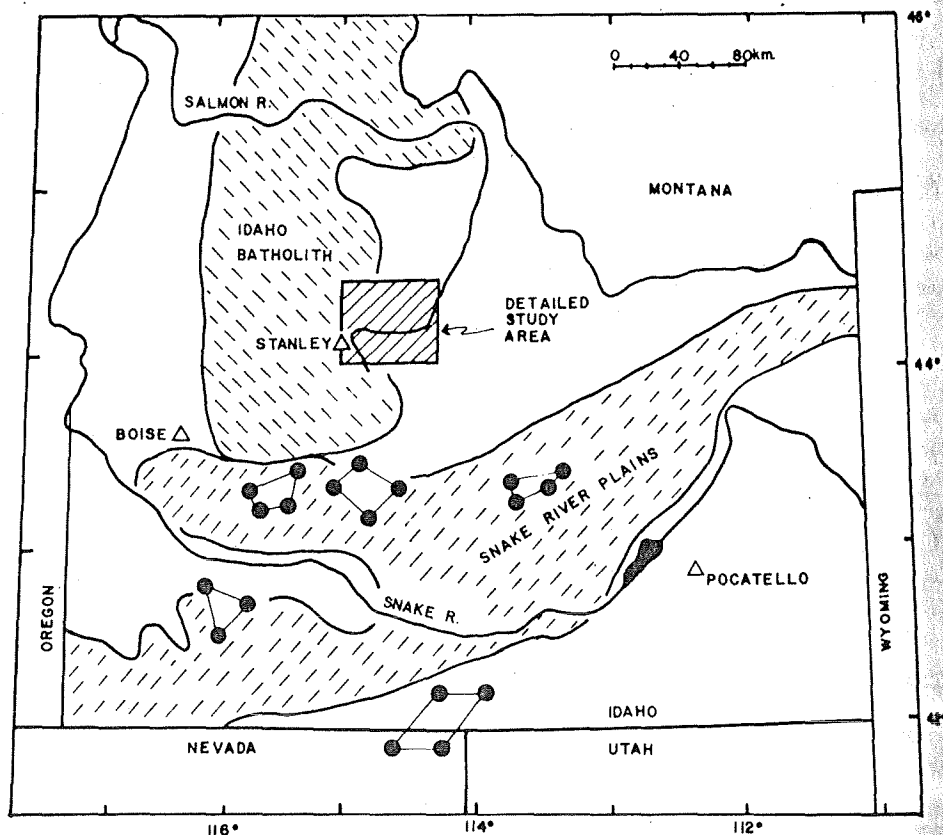 46°
0 40 80km.
SALMON R.
MONTANA
IDAHO
BATHOLITH
DETAILED
STUDY
AREA
STANLEY
44°
BOISE
SNAKE RIVER PLAINS
POCATELLO
SNAKE R.
OREGON
WYOMING
IDAHO
42°
NEVADA
UTAH
116°
114°
112°